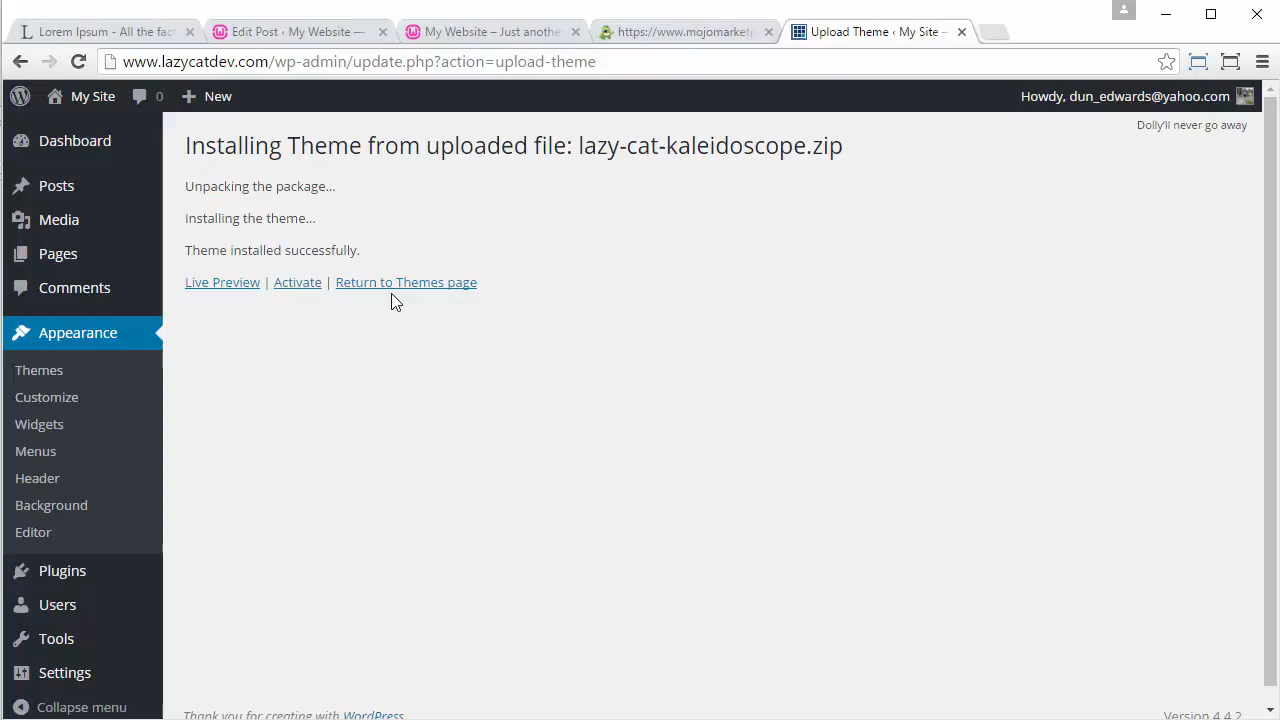 Lorem Ipsum - All the fact
Edit Post ‹ My Website —
My Website – Just anothe
https://www.mojomarketp
Upload Theme ‹ My Site –
www.lazycatdev.com/wp-admin/update.php?action=upload-theme
My Site
0
New
Howdy, dun_edwards@yahoo.com
Dolly'll never go away
Dashboard
Posts
Media
Pages
Comments
Appearance
Themes
Customize
Widgets
Menus
Header
Background
Editor
Plugins
Users
Tools
Settings
Collapse menu
Installing Theme from uploaded file: lazy-cat-kaleidoscope.zip
Unpacking the package…
Installing the theme…
Theme installed successfully.
Live Preview | Activate | Return to Themes page
Thank you for creating with WordPress
Version 4.4.2